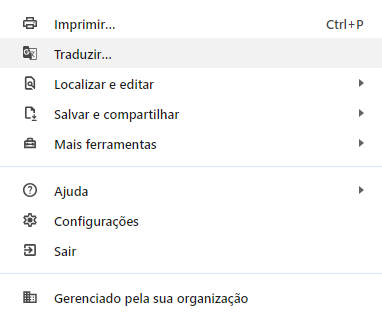 Imprimir... Ctrl+P
Traduzir...
Localizar e editar
Salvar e compartilhar
Mais ferramentas
Ajuda
Configurações
Sair
Gerenciado pela sua organização